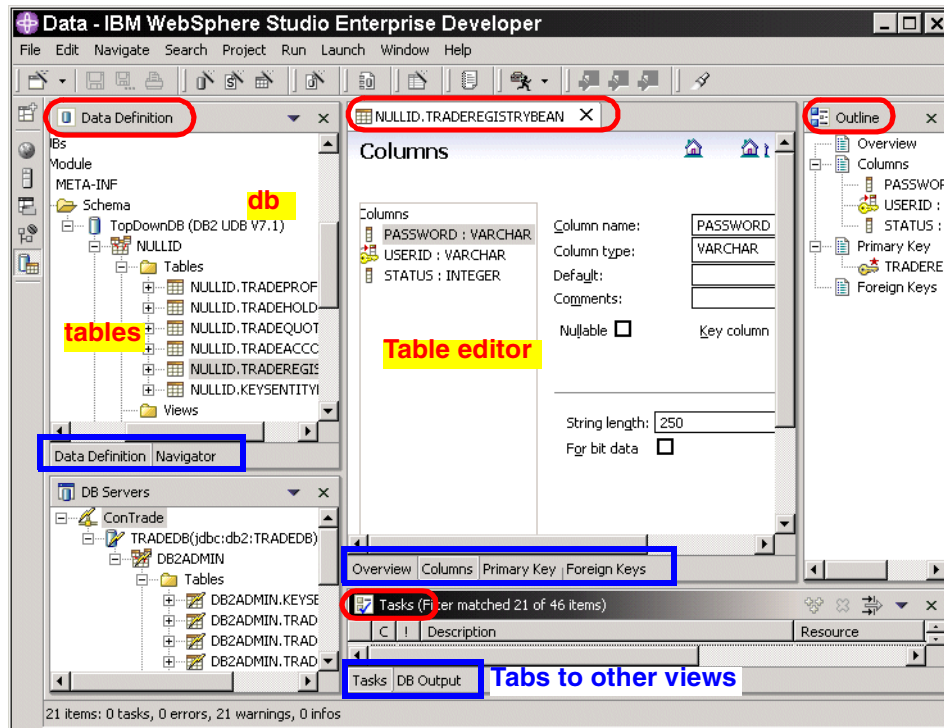 Data - IBM WebSphere Studio Enterprise Developer
File Edit Navigate Search Project Run Launch Window Help
Data Definition
IBs
Module
META-INF
Schema
db
TopDownDB (DB2 UDB V7.1)
NULLID
Tables
NULLID.TRADEPROF
NULLID.TRADEHOLD
NULLID.TRADEQUOT
tables
NULLID.TRADEACCC
NULLID.TRADEREGIS
NULLID.KEYSENTITYI
Views
Data Definition Navigator
DB Servers
ConTrade
TRADEDB(jdbc:db2:TRADEDB)
DB2ADMIN
Tables
DB2ADMIN.KEYSE
DB2ADMIN.TRAD
DB2ADMIN.TRAD
DB2ADMIN.TRAD
NULLID.TRADEREGISTRYBEAN
Columns
Columns
PASSWORD : VARCHAR
USERID : VARCHAR
STATUS : INTEGER
Table editor
Column name: PASSWORD
Column type: VARCHAR
Default:
Comments:
Nullable Key column
String length: 250
For bit data
Overview Columns Primary Key Foreign Keys
Outline
Overview
Columns
PASSWOR
USERID :
STATUS :
Primary Key
TRADERE
Foreign Keys
Tasks (Filter matched 21 of 46 items)
C ! Description Resource
Tasks DB Output
Tabs to other views
21 items: 0 tasks, 0 errors, 21 warnings, 0 infos